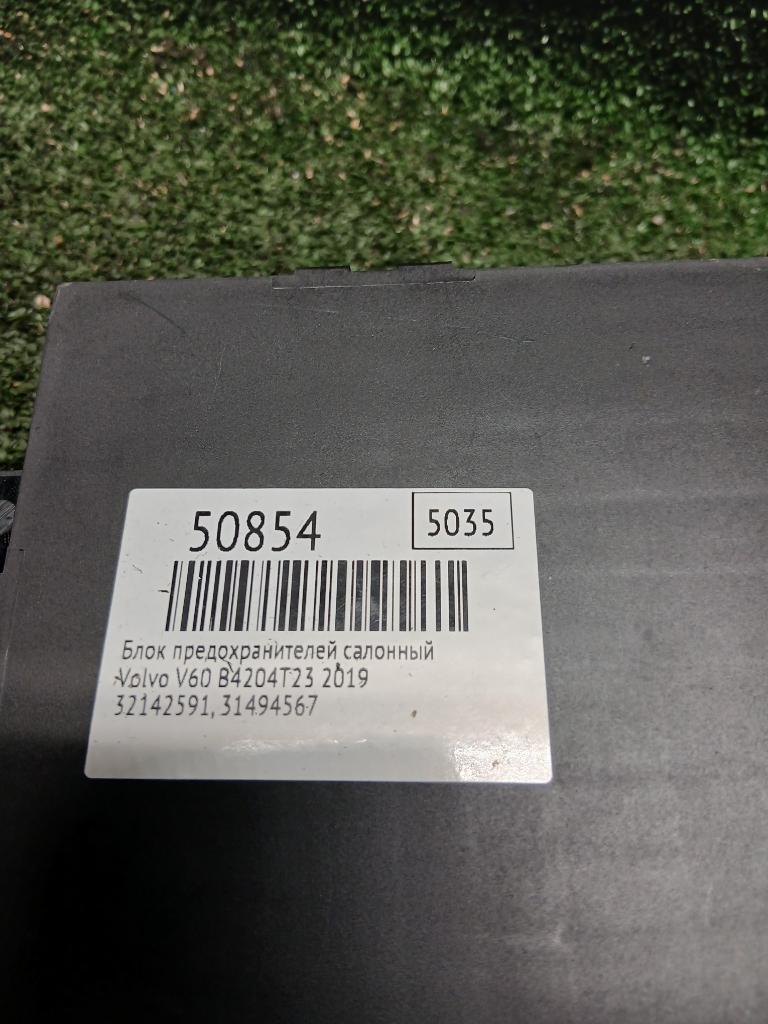 50854
5035
Блок предохранителей салонный
Volvo V60 B4204T23 2019
32142591, 31494567